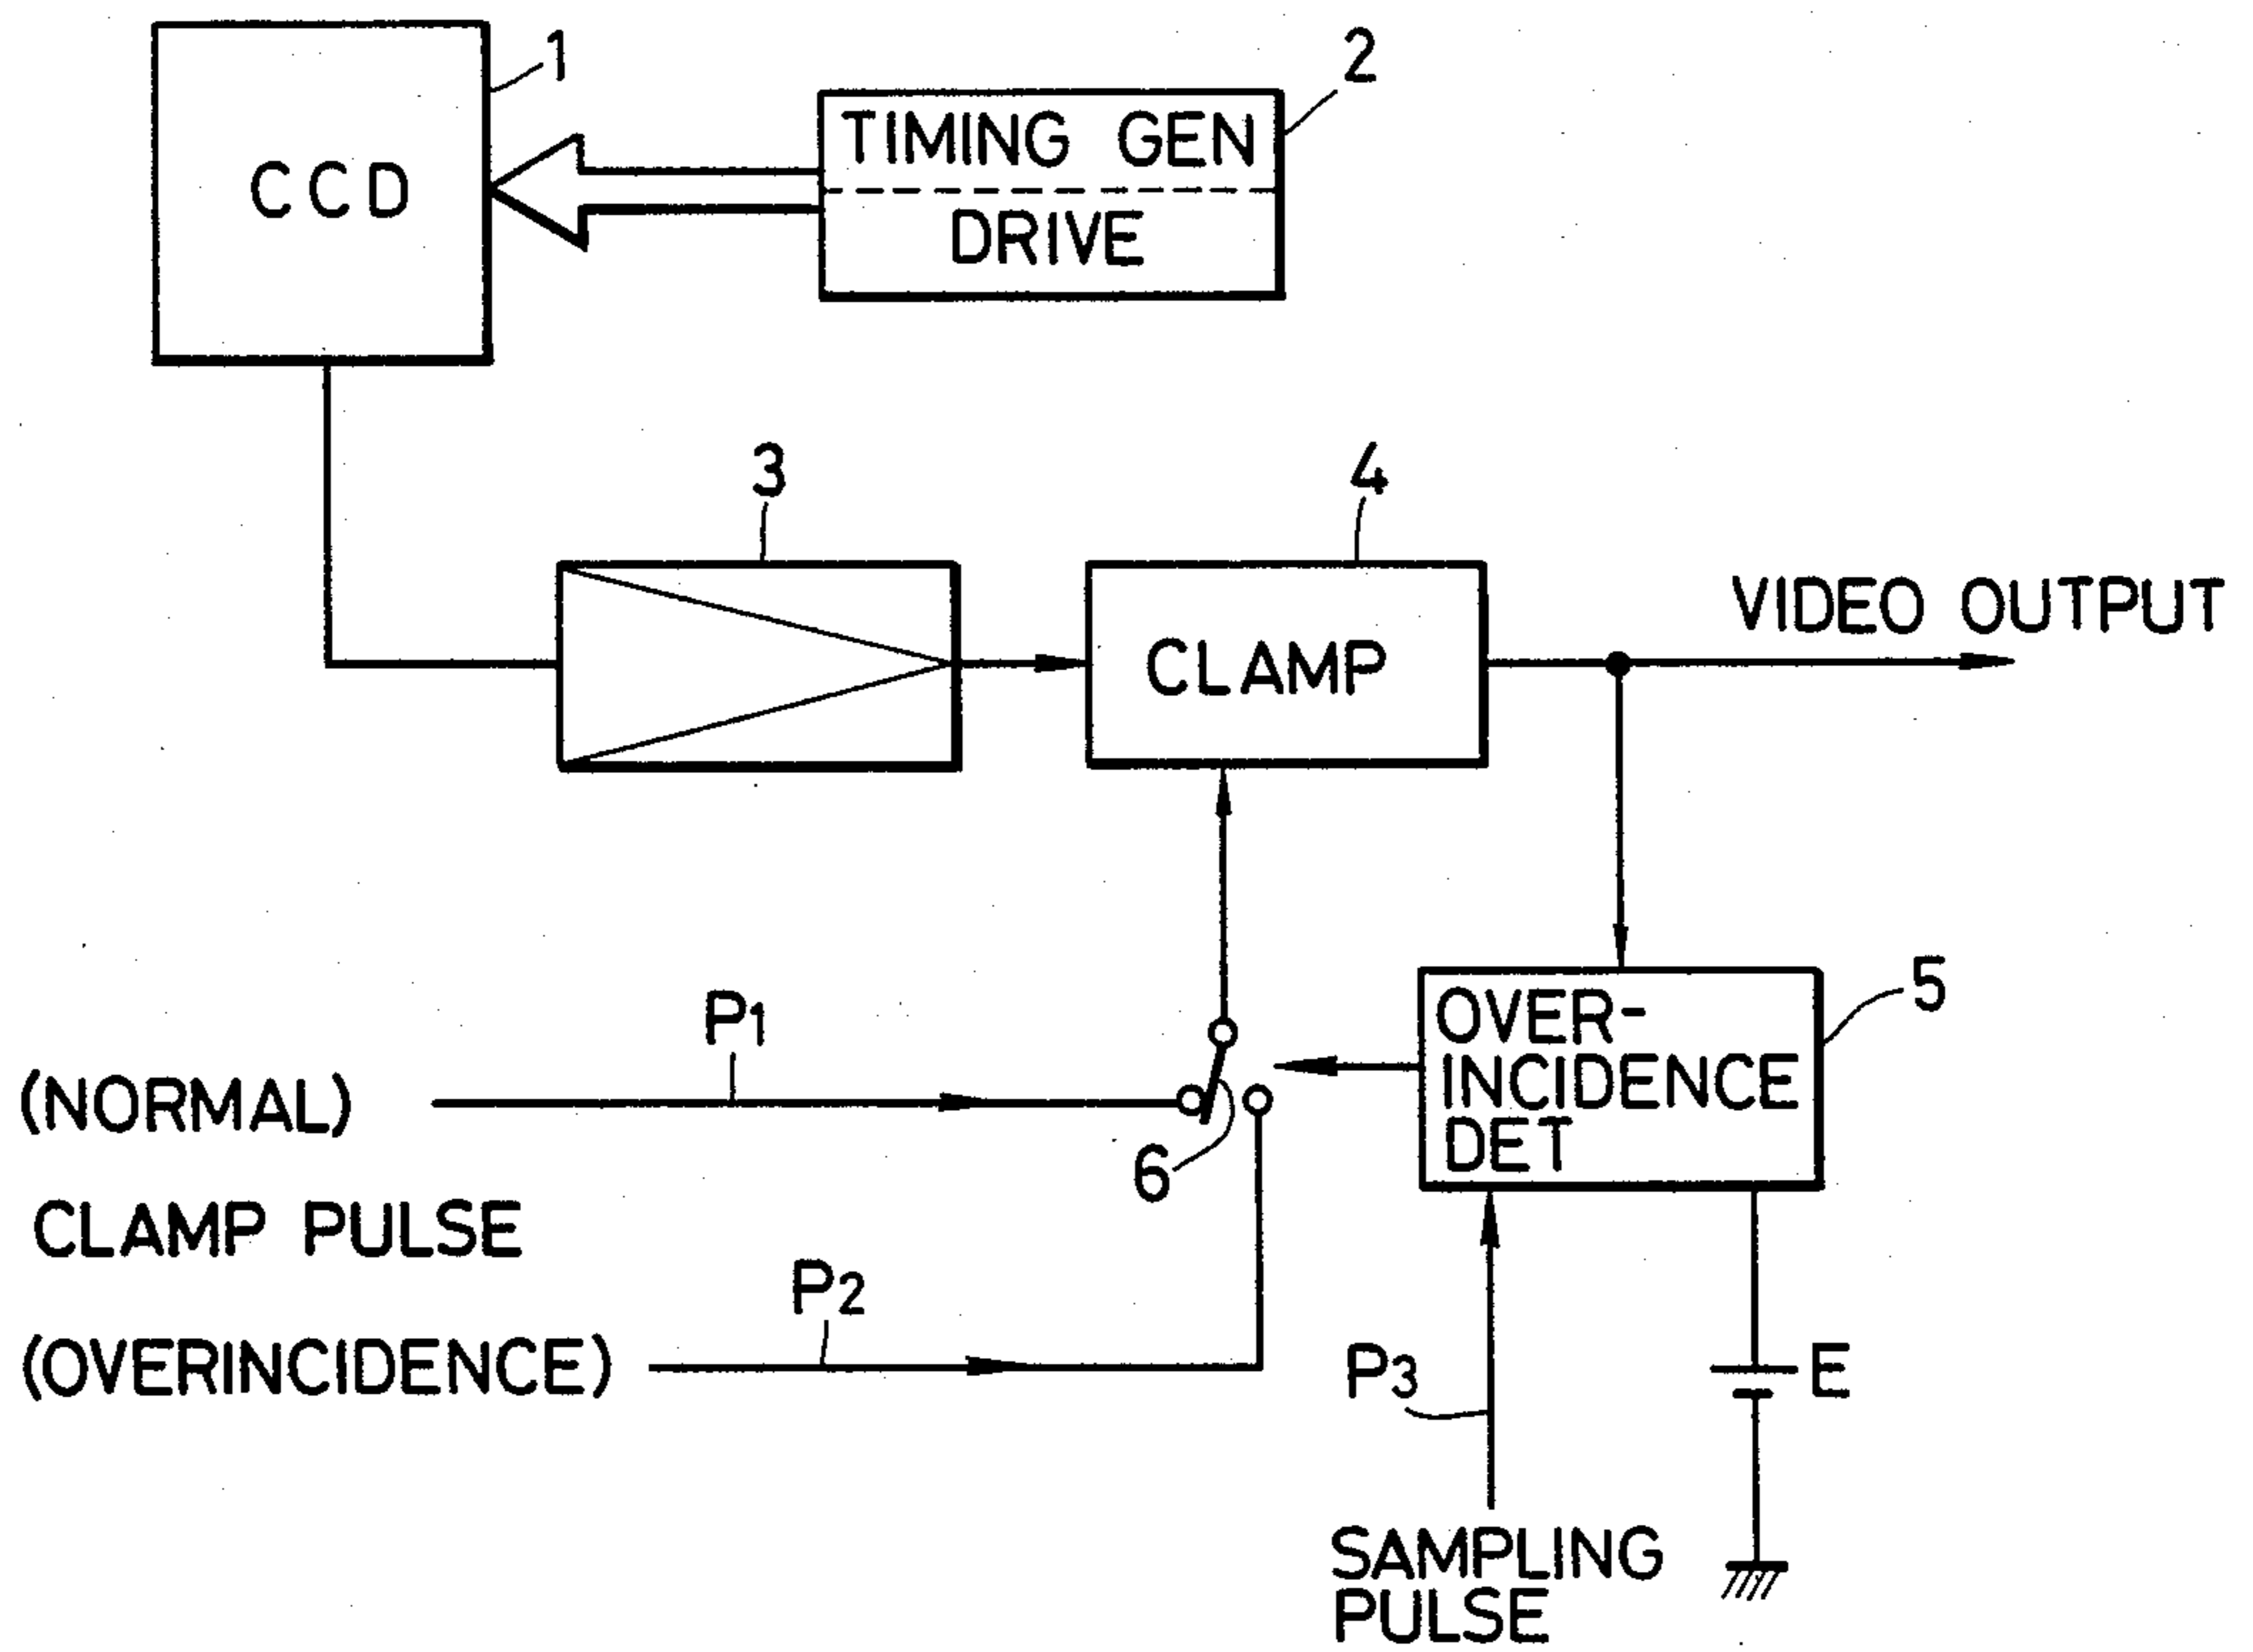 1
2
CCD
TIMING GEN
DRIVE
3
4
CLAMP
VIDEO OUTPUT
5
OVER-
INCIDENCE
DET
P1
(NORMAL)
6
CLAMP PULSE
P2
(OVERINCIDENCE)
P3
E
SAMPLING
PULSE